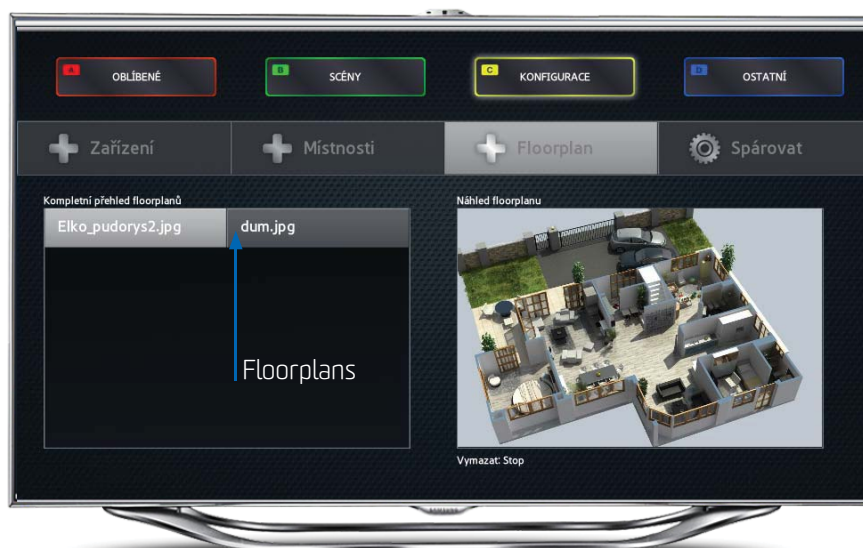 A OBLÍBENÉ
B SCÉNY
C KONFIGURACE
D OSTATNÍ
Zařízení
Místnosti
Floorplan
Spárovat
Kompletní přehled floorplanů
Náhled floorplanu
Elko_pudorys2.jpg
dum.jpg
Floorplans
Vymazat: Stop
SAMSUNG